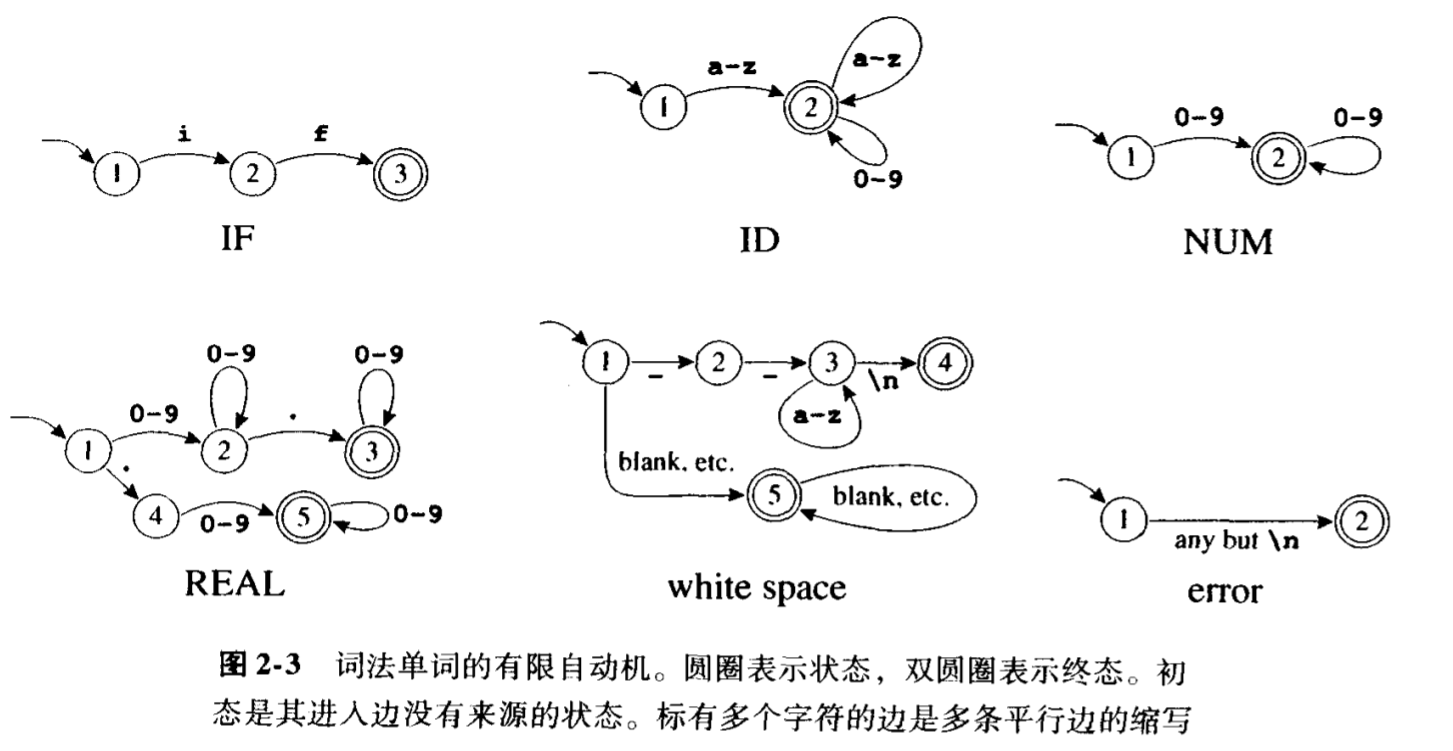 i f
1 2 3
IF
a-z a-z
1 2
0-9
ID
0-9 0-9
1 2
NUM
0-9 0-9
0-9 .
1 2 3
.
4 0-9 5 0-9
REAL
1 - 2 - 3 \n 4
a-z
blank, etc.
5 blank, etc.
white space
1 2
any but \n
error
图 2-3 词法单词的有限自动机。圆圈表示状态，双圆圈表示终态。初
态是其进入边没有来源的状态。标有多个字符的边是多条平行边的缩写